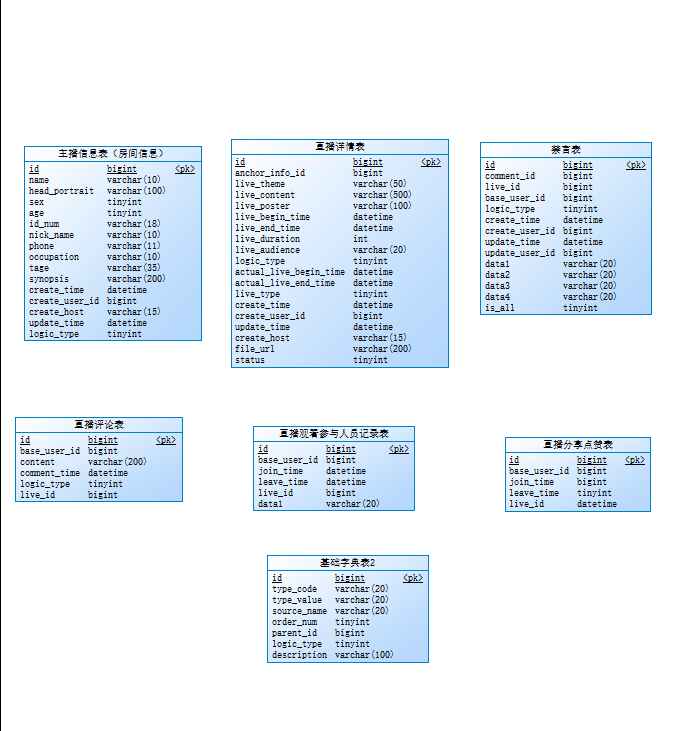 主播信息表（房间信息）
id bigint <pk>
name varchar(10)
head_portrait varchar(100)
sex tinyint
age tinyint
id_num varchar(18)
nick_name varchar(10)
phone varchar(11)
occupation varchar(10)
tage varchar(35)
synopsis varchar(200)
create_time datetime
create_user_id bigint
create_host varchar(15)
update_time datetime
logic_type tinyint
直播详情表
id bigint <pk>
anchor_info_id bigint
live_theme varchar(50)
live_content varchar(500)
live_poster varchar(100)
live_begin_time datetime
live_end_time datetime
live_duration int
live_audience varchar(20)
logic_type tinyint
actual_live_begin_time datetime
actual_live_end_time datetime
live_type tinyint
create_time datetime
create_user_id bigint
update_time datetime
create_host varchar(15)
file_url varchar(200)
status tinyint
禁言表
id bigint <pk>
comment_id bigint
live_id bigint
base_user_id bigint
logic_type tinyint
create_time datetime
create_user_id bigint
update_time datetime
update_user_id bigint
data1 varchar(20)
data2 varchar(20)
data3 varchar(20)
data4 varchar(20)
is_all tinyint
直播评论表
id bigint <pk>
base_user_id bigint
content varchar(200)
comment_time datetime
logic_type tinyint
live_id bigint
直播观看参与人员记录表
id bigint <pk>
base_user_id bigint
join_time datetime
leave_time datetime
live_id bigint
data1 varchar(20)
直播分享点赞表
id bigint <pk>
base_user_id bigint
join_time bigint
leave_time tinyint
live_id datetime
基础字典表2
id bigint <pk>
type_code varchar(20)
type_value varchar(20)
source_name varchar(20)
order_num tinyint
parent_id bigint
logic_type tinyint
description varchar(100)